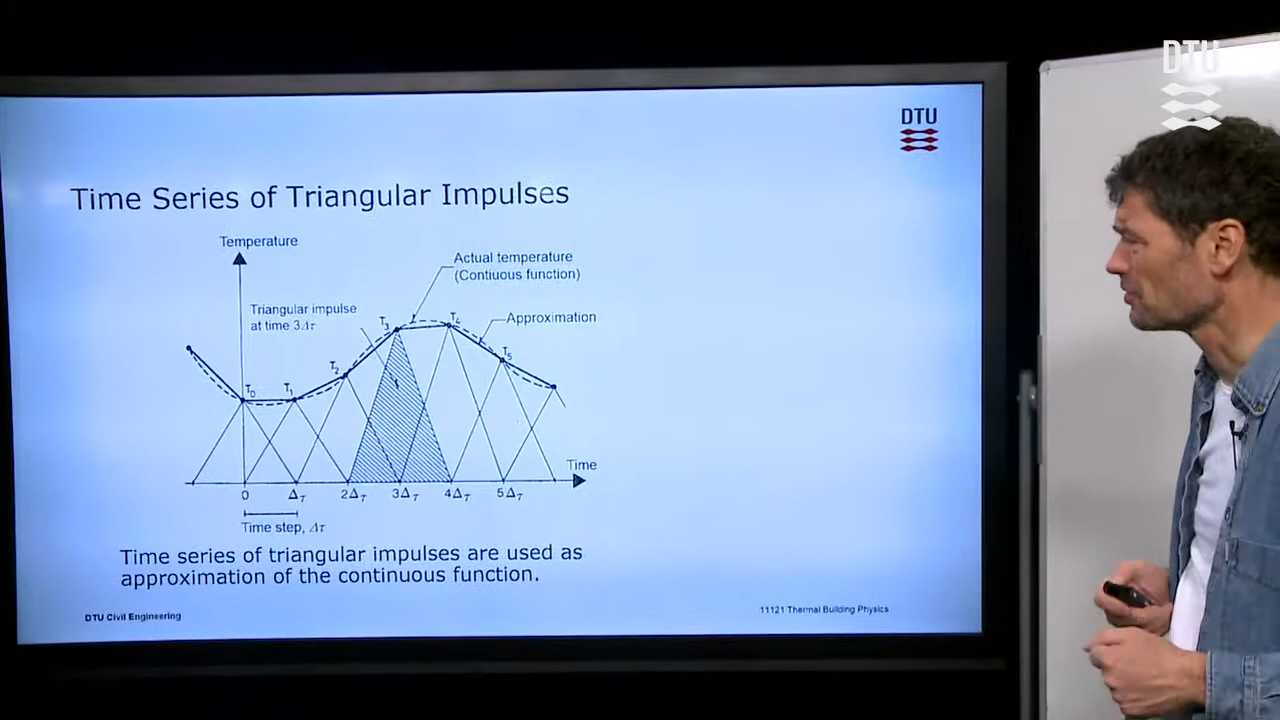 DTU
DTU
Time Series of Triangular Impulses
Temperature
Actual temperature
(Contiuous function)
Triangular impulse
at time 3Δτ
Approximation
T0
T1
T2
T3
T4
T5
Time
0
Δτ
2Δτ
3Δτ
4Δτ
5Δτ
Time step, Δτ
Time series of triangular impulses are used as
approximation of the continuous function.
DTU Civil Engineering
11121 Thermal Building Physics